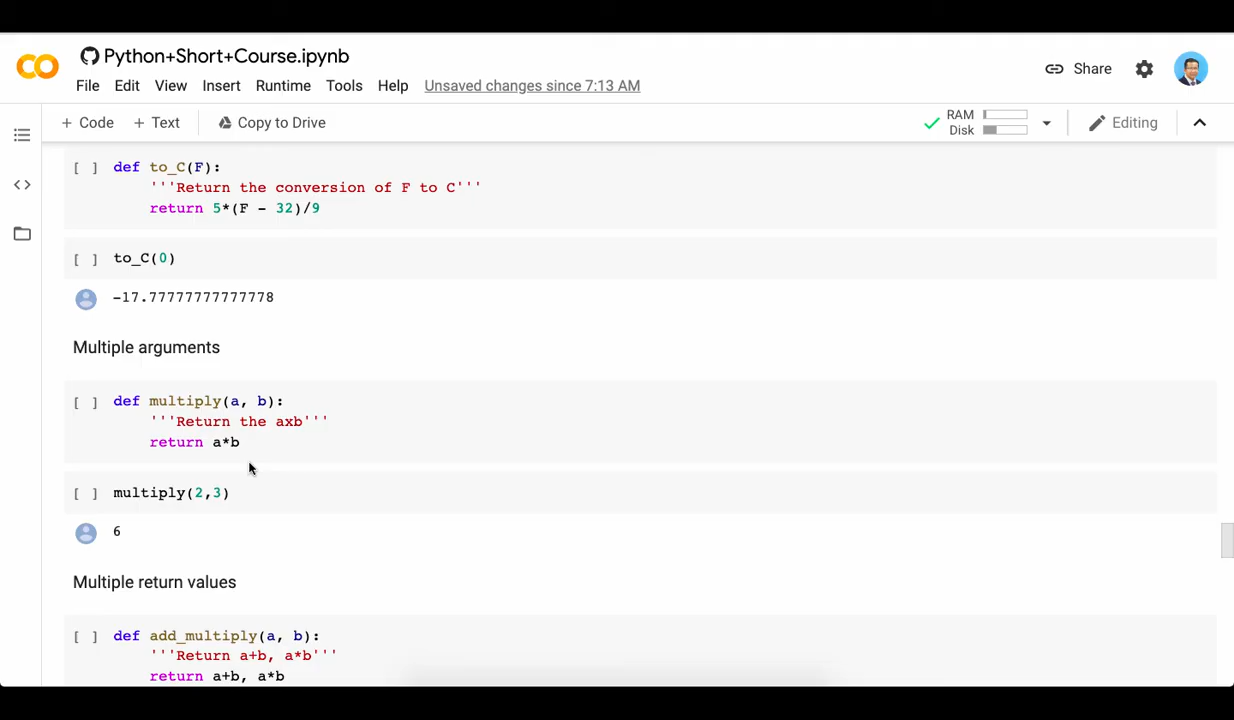 Python+Short+Course.ipynb
File Edit View Insert Runtime Tools Help Unsaved changes since 7:13 AM
Share
+ Code + Text Copy to Drive
RAM
Disk
Editing
[ ] def to_C(F):
'''Return the conversion of F to C'''
return 5*(F - 32)/9
[ ] to_C(0)
-17.77777777777778
Multiple arguments
[ ] def multiply(a, b):
'''Return the axb'''
return a*b
[ ] multiply(2,3)
6
Multiple return values
[ ] def add_multiply(a, b):
'''Return a+b, a*b'''
return a+b, a*b